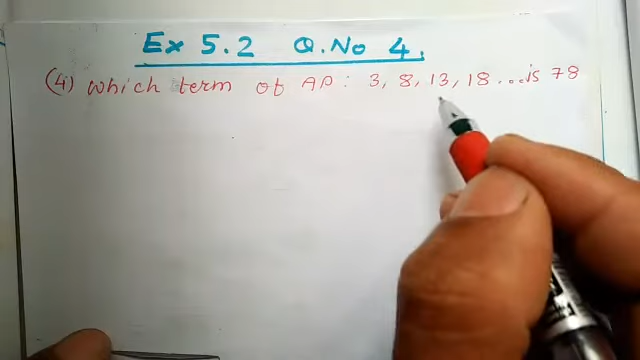 Ex 5.2 Q.No 4.
(4) which term of AP: 3, 8, 13, 18 ... is 78